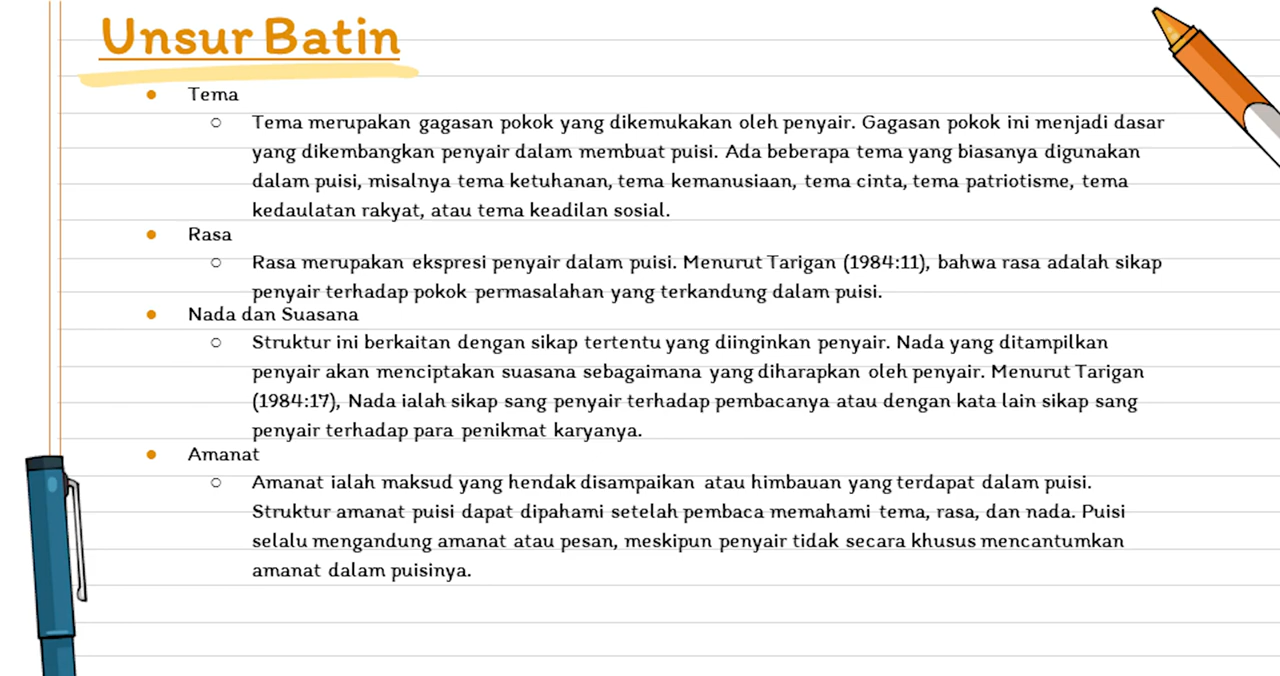 Unsur Batin
● Tema
○ Tema merupakan gagasan pokok yang dikemukakan oleh penyair. Gagasan pokok ini menjadi dasar
yang dikembangkan penyair dalam membuat puisi. Ada beberapa tema yang biasanya digunakan
dalam puisi, misalnya tema ketuhanan, tema kemanusiaan, tema cinta, tema patriotisme, tema
kedaulatan rakyat, atau tema keadilan sosial.
● Rasa
○ Rasa merupakan ekspresi penyair dalam puisi. Menurut Tarigan (1984:11), bahwa rasa adalah sikap
penyair terhadap pokok permasalahan yang terkandung dalam puisi.
● Nada dan Suasana
○ Struktur ini berkaitan dengan sikap tertentu yang diinginkan penyair. Nada yang ditampilkan
penyair akan menciptakan suasana sebagaimana yang diharapkan oleh penyair. Menurut Tarigan
(1984:17), Nada ialah sikap sang penyair terhadap pembacanya atau dengan kata lain sikap sang
penyair terhadap para penikmat karyanya.
● Amanat
○ Amanat ialah maksud yang hendak disampaikan atau himbauan yang terdapat dalam puisi.
Struktur amanat puisi dapat dipahami setelah pembaca memahami tema, rasa, dan nada. Puisi
selalu mengandung amanat atau pesan, meskipun penyair tidak secara khusus mencantumkan
amanat dalam puisinya.